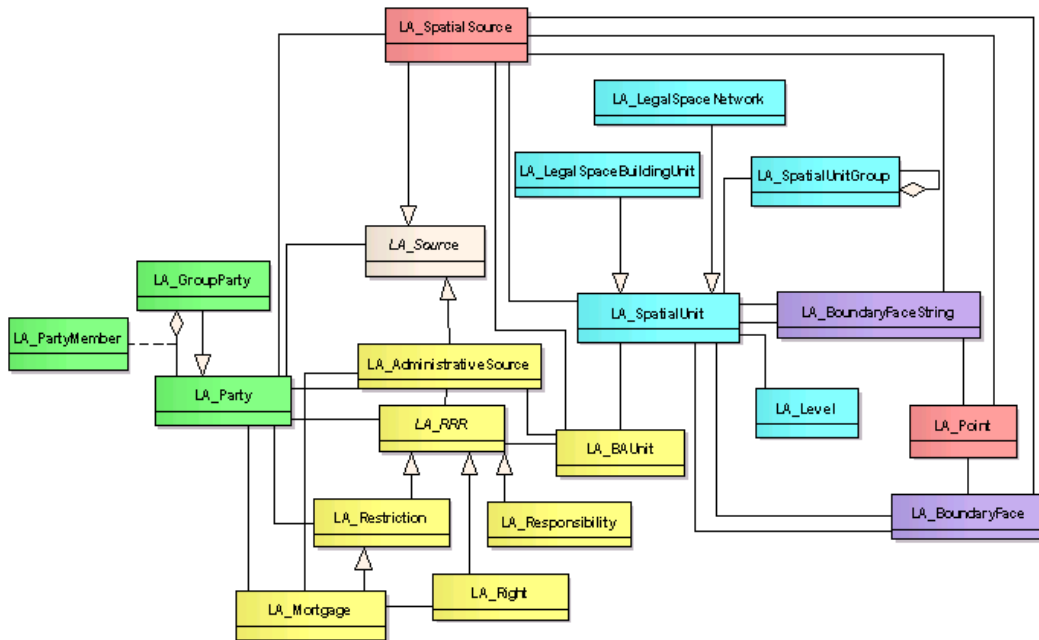 LA_SpatialSource
LA_LegalSpaceNetwork
LA_LegalSpaceBuildingUnit
LA_SpatialUnitGroup
LA_Source
LA_GroupParty
LA_SpatialUnit
LA_BoundaryFaceString
LA_PartyMember
LA_AdministrativeSource
LA_Party
LA_Level
LA_RRR
LA_Point
LA_BAUnit
LA_BoundaryFace
LA_Restriction
LA_Responsibility
LA_Right
LA_Mortgage